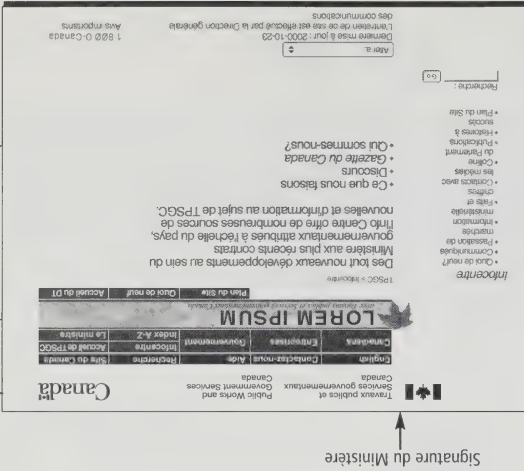 Signature du Ministère
Travaux publics et
Services gouvernementaux
Canada
Public Works and
Government Services
Canada
Canada
English
Contactez-nous
Aide
Recherche
Site du Canada
Canadiens
Entreprises
Gouvernement
Infocentre
Accueil de TPSGC
Index A-Z
Le ministre
LOREM IPSUM
Plan du Site
Quoi de neuf
Accueil du DT
TPSGC > Infocentre
Infocentre
• Quoi de neuf?
• Communiqués
• Passation de
marchés
• Information
ministérielle
• Faits et
chiffres
• Contacts avec
les médias
• Colline
du Parlement
• Publications
• Histoires à
succès
• Plan du Site
Recherche :
Go
Des tout nouveaux développements au sein du
Ministère aux plus récents contrats
gouvernementaux attribués à l'échelle du pays,
l'Info Centre offre de nombreuses sources de
nouvelles et d'information au sujet de TPSGC.
• Ce que nous faisons
• Discours
• Gazette du Canada
• Qui sommes-nous?
Aller à:
Dernière mise à jour : 2000-10-23
L'entretien de ce site est effectué par la Direction générale
des communications
1 800 O-Canada
Avis importants